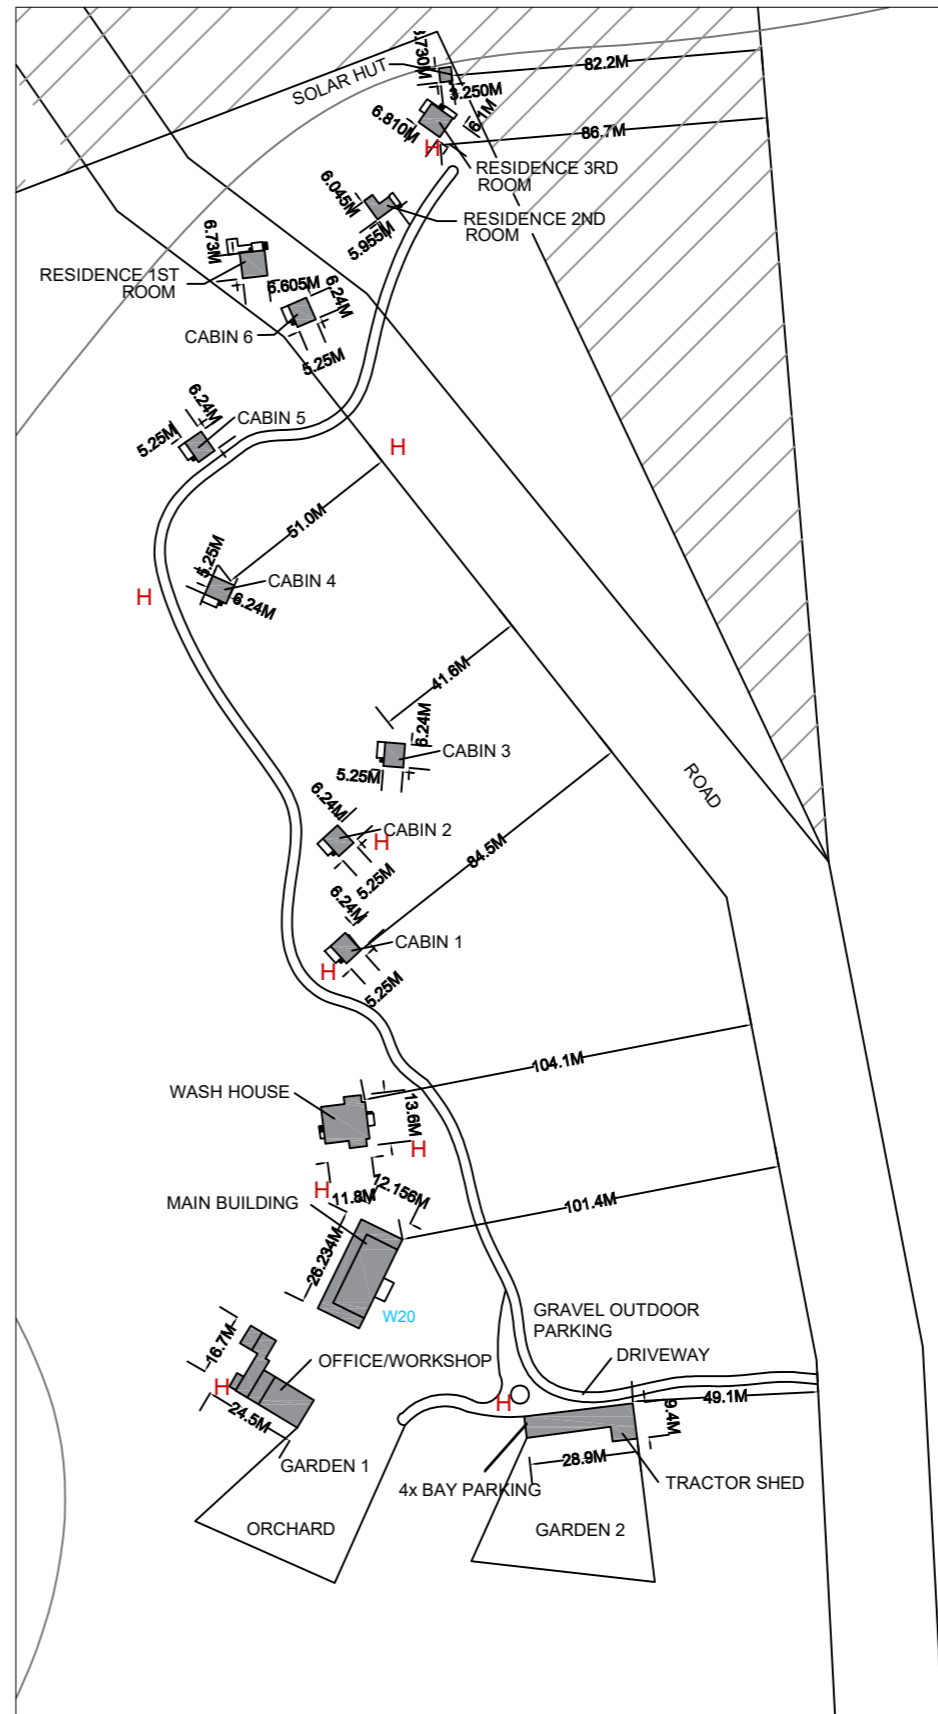 82.2M
.730M
SOLAR HUT
3.250M
6.1M
6.810M
86.7M
H
RESIDENCE 3RD
ROOM
6.045M
RESIDENCE 2ND
ROOM
5.955M
6.73M
RESIDENCE 1ST
ROOM
6.605M
6.24M
CABIN 6
5.25M
6.24M
CABIN 5
5.25M
H
51.0M
5.25M
CABIN 4
H
6.24M
41.6M
6.24M
CABIN 3
5.25M
ROAD
6.24M
CABIN 2
H
84.5M
5.25M
6.24M
CABIN 1
H
5.25M
104.1M
WASH HOUSE
13.6M
H
H
11.8M
12.156M
MAIN BUILDING
101.4M
26.234M
W20
GRAVEL OUTDOOR
PARKING
16.7M
OFFICE/WORKSHOP
DRIVEWAY
H
H
49.1M
24.5M
9.4M
GARDEN 1
28.9M
4x BAY PARKING
TRACTOR SHED
ORCHARD
GARDEN 2